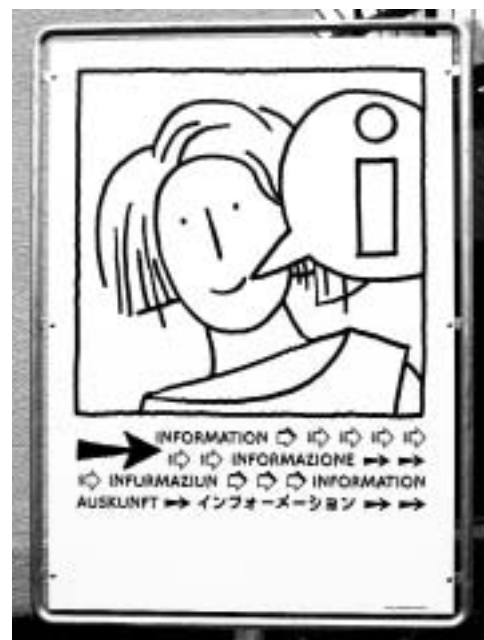 i
INFORMATION
INFORMAZIONE
INFURMAZIUN INFORMATION
AUSKUNFT インフォーメーション